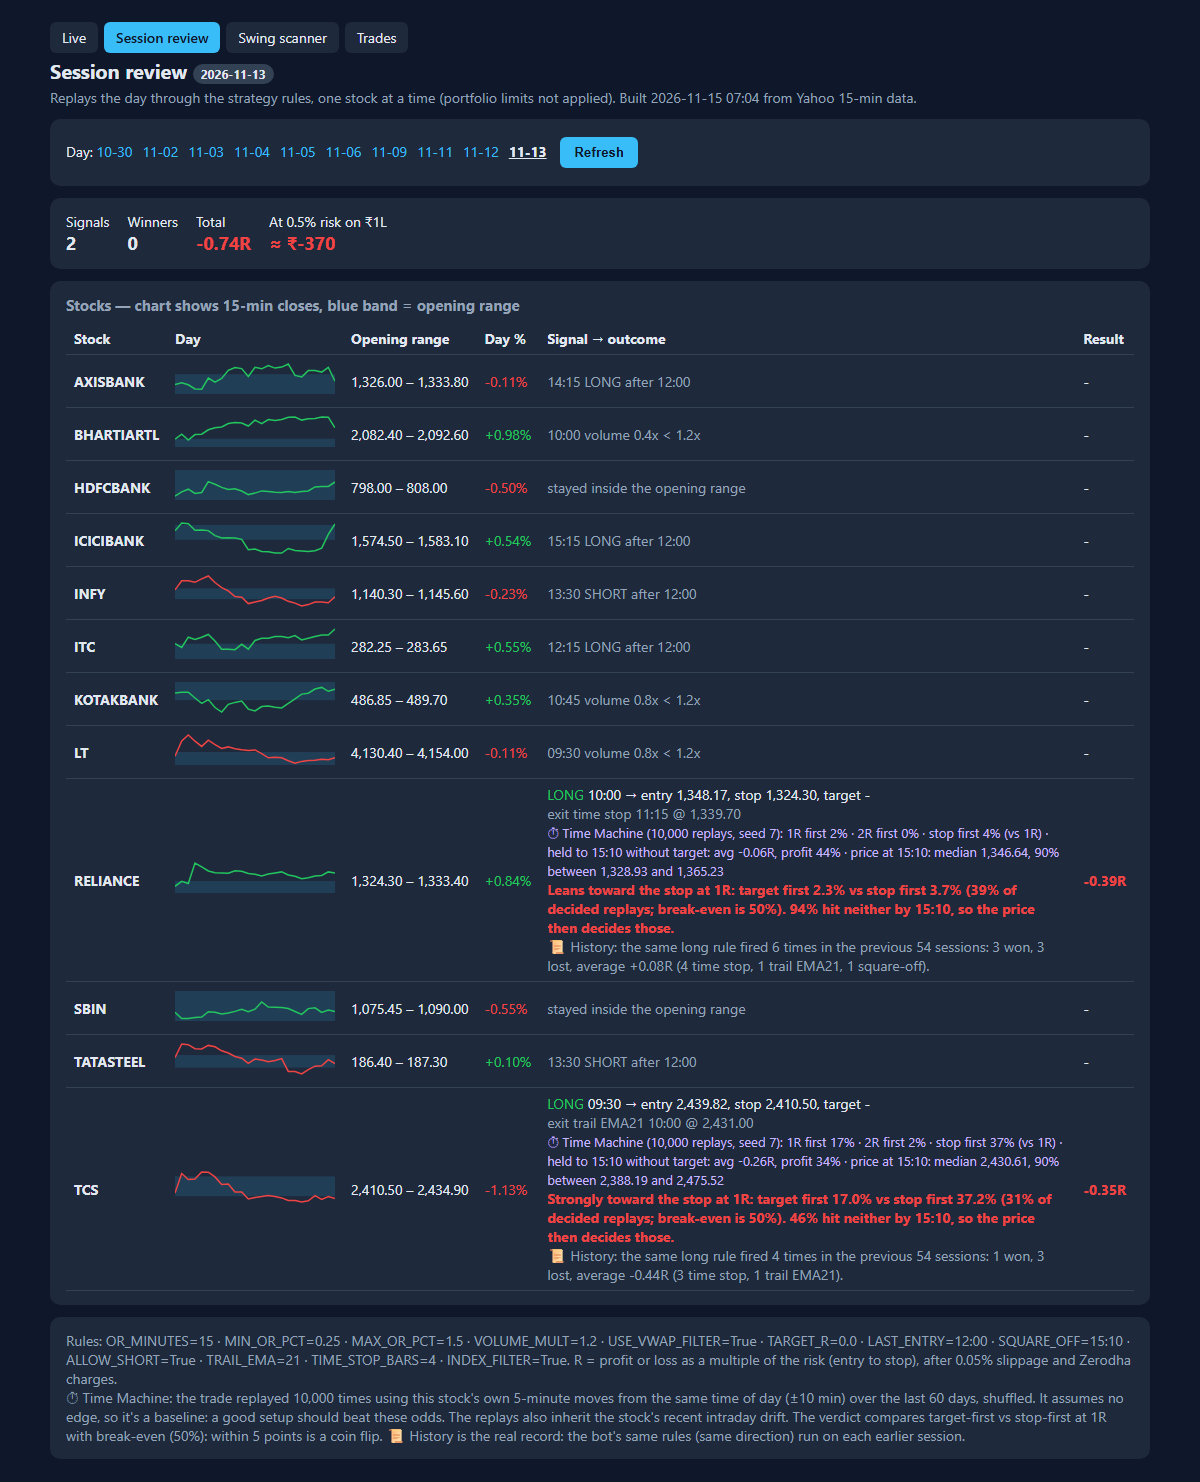 Live Session review Swing scanner Trades
Session review 2026-11-13
Replays the day through the strategy rules, one stock at a time (portfolio limits not applied). Built 2026-11-15 07:04 from Yahoo 15-min data.
Day: 10-30 11-02 11-03 11-04 11-05 11-06 11-09 11-11 11-12 11-13 Refresh
Signals Winners Total At 0.5% risk on ₹1L
2 0 -0.74R ≈ ₹-370
Stocks — chart shows 15-min closes, blue band = opening range
Stock Day Opening range Day % Signal → outcome Result
AXISBANK 1,326.00 – 1,333.80 -0.11% 14:15 LONG after 12:00 -
BHARTIARTL 2,082.40 – 2,092.60 +0.98% 10:00 volume 0.4x < 1.2x -
HDFCBANK 798.00 – 808.00 -0.50% stayed inside the opening range -
ICICIBANK 1,574.50 – 1,583.10 +0.54% 15:15 LONG after 12:00 -
INFY 1,140.30 – 1,145.60 -0.23% 13:30 SHORT after 12:00 -
ITC 282.25 – 283.65 +0.55% 12:15 LONG after 12:00 -
KOTAKBANK 486.85 – 489.70 +0.35% 10:45 volume 0.8x < 1.2x -
LT 4,130.40 – 4,154.00 -0.11% 09:30 volume 0.8x < 1.2x -
RELIANCE 1,324.30 – 1,333.40 +0.84% LONG 10:00 → entry 1,348.17, stop 1,324.30, target -
exit time stop 11:15 @ 1,339.70
⏱ Time Machine (10,000 replays, seed 7): 1R first 2% · 2R first 0% · stop first 4% (vs 1R) ·
held to 15:10 without target: avg -0.06R, profit 44% · price at 15:10: median 1,346.64, 90%
between 1,328.93 and 1,365.23
Leans toward the stop at 1R: target first 2.3% vs stop first 3.7% (39% of
decided replays; break-even is 50%). 94% hit neither by 15:10, so the price
then decides those.
📜 History: the same long rule fired 6 times in the previous 54 sessions: 3 won, 3
lost, average +0.08R (4 time stop, 1 trail EMA21, 1 square-off).
-0.39R
SBIN 1,075.45 – 1,090.00 -0.55% stayed inside the opening range -
TATASTEEL 186.40 – 187.30 +0.10% 13:30 SHORT after 12:00 -
TCS 2,410.50 – 2,434.90 -1.13% LONG 09:30 → entry 2,439.82, stop 2,410.50, target -
exit trail EMA21 10:00 @ 2,431.00
⏱ Time Machine (10,000 replays, seed 7): 1R first 17% · 2R first 2% · stop first 37% (vs 1R) ·
held to 15:10 without target: avg -0.26R, profit 34% · price at 15:10: median 2,430.61, 90%
between 2,388.19 and 2,475.52
Strongly toward the stop at 1R: target first 17.0% vs stop first 37.2% (31% of
decided replays; break-even is 50%). 46% hit neither by 15:10, so the price
then decides those.
📜 History: the same long rule fired 4 times in the previous 54 sessions: 1 won, 3
lost, average -0.44R (3 time stop, 1 trail EMA21).
-0.35R
Rules: OR_MINUTES=15 · MIN_OR_PCT=0.25 · MAX_OR_PCT=1.5 · VOLUME_MULT=1.2 · USE_VWAP_FILTER=True · TARGET_R=0.0 · LAST_ENTRY=12:00 · SQUARE_OFF=15:10 ·
ALLOW_SHORT=True · TRAIL_EMA=21 · TIME_STOP_BARS=4 · INDEX_FILTER=True. R = profit or loss as a multiple of the risk (entry to stop), after 0.05% slippage and Zerodha
charges.
⏱ Time Machine: the trade replayed 10,000 times using this stock's own 5-minute moves from the same time of day (±10 min) over the last 60 days, shuffled. It assumes no
edge, so it's a baseline: a good setup should beat these odds. The replays also inherit the stock's recent intraday drift. The verdict compares target-first vs stop-first at 1R
with break-even (50%): within 5 points is a coin flip. 📜 History is the real record: the bot's same rules (same direction) run on each earlier session.